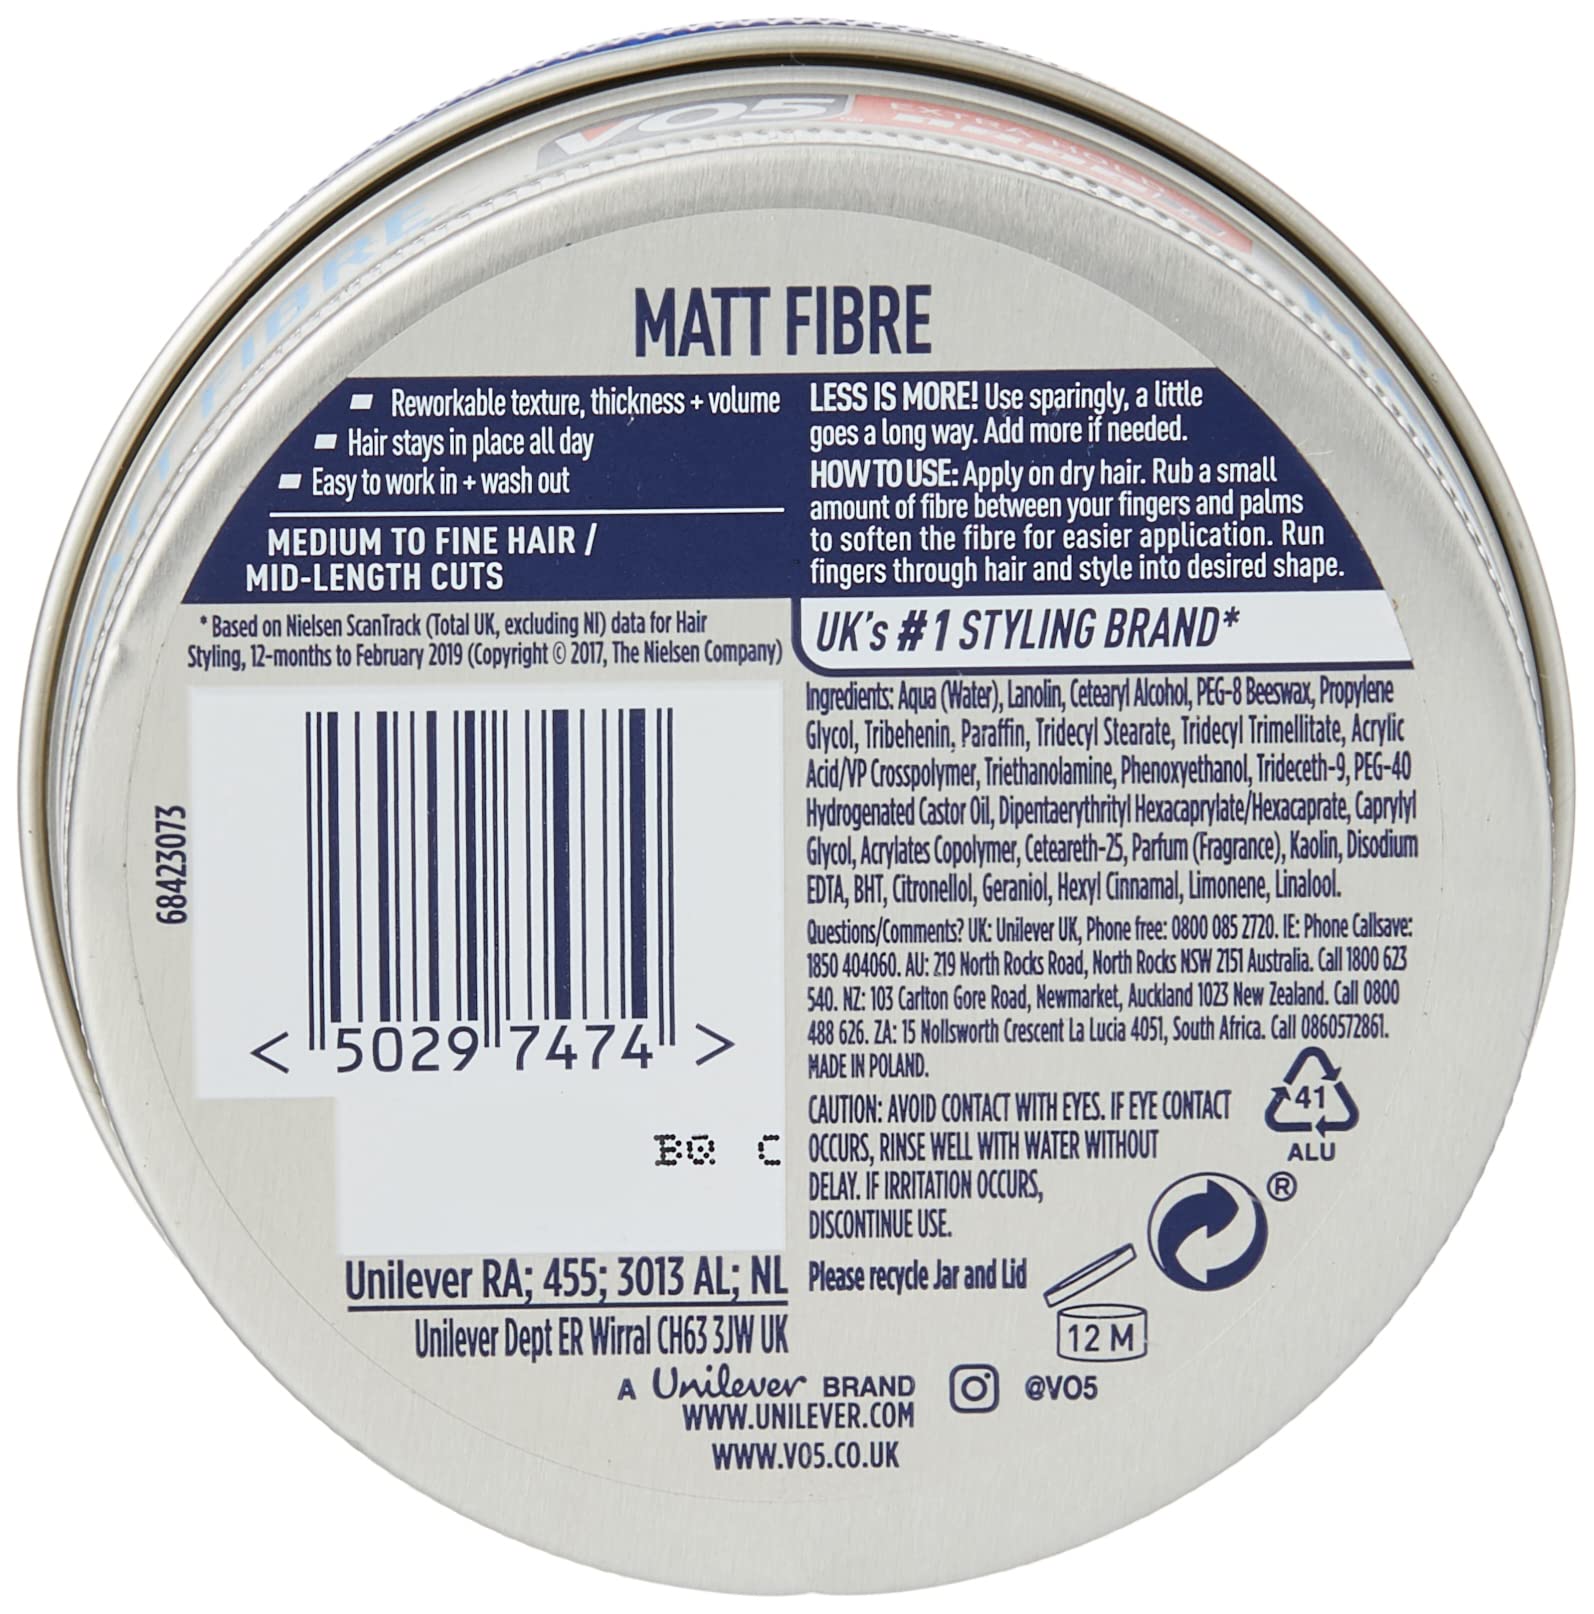 VO5
EXTRA HOLD
FIBRE
MATT FIBRE
Reworkable texture, thickness + volume
Hair stays in place all day
Easy to work in + wash out
MEDIUM TO FINE HAIR /
MID-LENGTH CUTS
LESS IS MORE! Use sparingly, a little
goes a long way. Add more if needed.
HOW TO USE: Apply on dry hair. Rub a small
amount of fibre between your fingers and palms
to soften the fibre for easier application. Run
fingers through hair and style into desired shape.
* Based on Nielsen ScanTrack (Total UK, excluding NI) data for Hair
Styling, 12-months to February 2019 (Copyright © 2017, The Nielsen Company)
UK's #1 STYLING BRAND*
68423073
< 5029 7474 >
BQ C
Ingredients: Aqua (Water), Lanolin, Cetearyl Alcohol, PEG-8 Beeswax, Propylene
Glycol, Tribehenin, Paraffin, Tridecyl Stearate, Tridecyl Trimellitate, Acrylic
Acid/VP Crosspolymer, Triethanolamine, Phenoxyethanol, Trideceth-9, PEG-40
Hydrogenated Castor Oil, Dipentaerythrityl Hexacaprylate/Hexacaprate, Caprylyl
Glycol, Acrylates Copolymer, Ceteareth-25, Parfum (Fragrance), Kaolin, Disodium
EDTA, BHT, Citronellol, Geraniol, Hexyl Cinnamal, Limonene, Linalool.
Questions/Comments? UK: Unilever UK, Phone free: 0800 085 2720. IE: Phone Callsave:
1850 404060. AU: 219 North Rocks Road, North Rocks NSW 2151 Australia. Call 1800 623
540. NZ: 103 Carlton Gore Road, Newmarket, Auckland 1023 New Zealand. Call 0800
488 626. ZA: 15 Nollsworth Crescent La Lucia 4051, South Africa. Call 0860572861.
MADE IN POLAND.
CAUTION: AVOID CONTACT WITH EYES. IF EYE CONTACT
OCCURS, RINSE WELL WITH WATER WITHOUT
DELAY. IF IRRITATION OCCURS,
DISCONTINUE USE.
41
ALU
®
Please recycle Jar and Lid
12 M
Unilever RA; 455; 3013 AL; NL
Unilever Dept ER Wirral CH63 3JW UK
A Unilever BRAND
WWW.UNILEVER.COM
WWW.VO5.CO.UK
@VO5